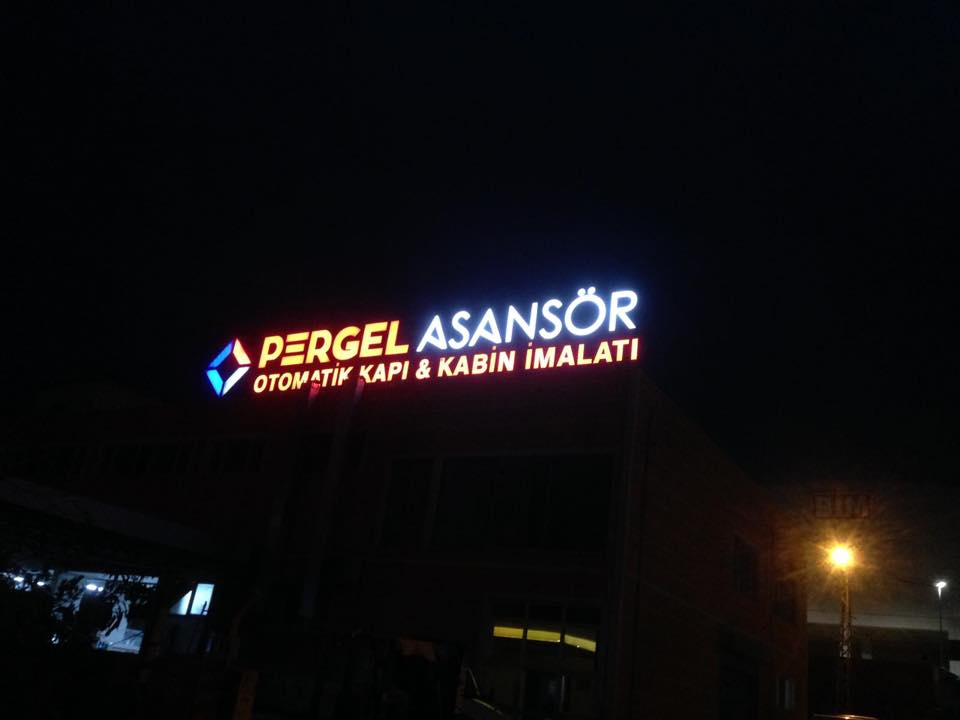 PERGEL ASANSÖR
OTOMATİK KAPI & KABİN İMALATI